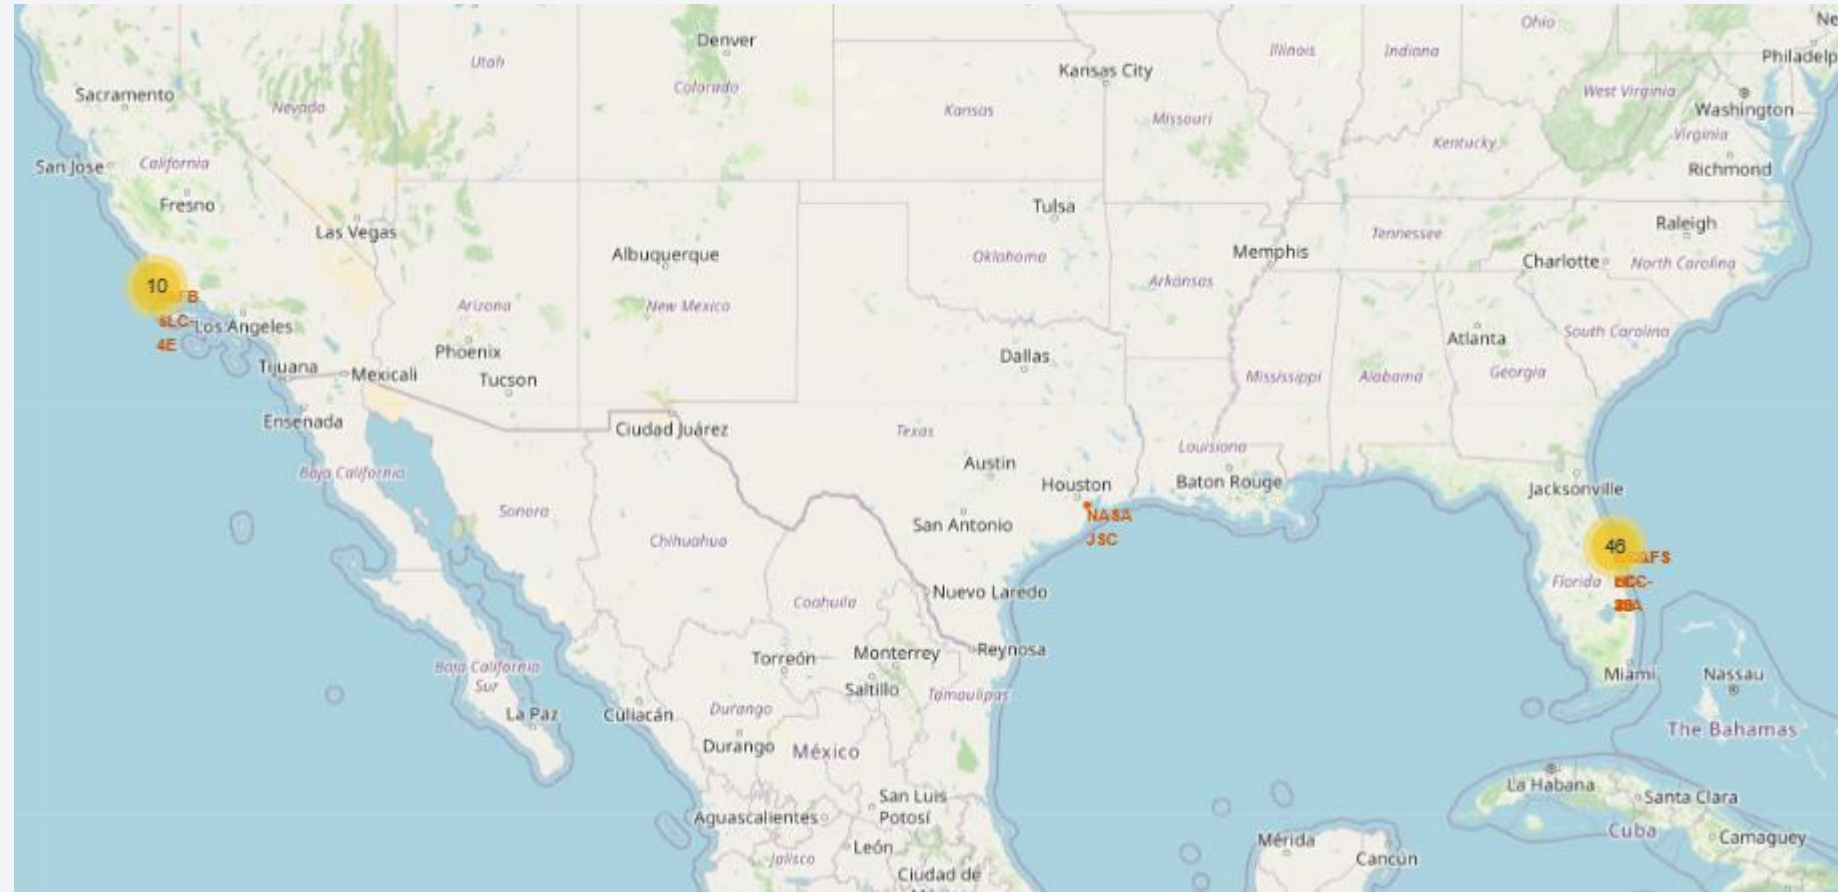 Ohio
Ne
Denver
Illinois
Indiana
Philadelp
Utah
Kansas City
Colorado
Sacramento
West Virginia
Nevada
Kansas
Missouri
Washington
Virginia
Kentucky
San Jose
California
Richmond
Fresno
Tulsa
Las Vegas
Raleigh
Tennessee
Albuquerque
Oklahoma
Memphis
Charlotte
North Carolina
10
Arkansas
FB
Arizona
New Mexico
SLC-
Los Angeles
South Carolina
4E
Atlanta
Phoenix
Dallas
Tijuana
Mexicali
Tucson
Mississippi
Alabama
Georgia
Ensenada
Ciudad Juárez
Texas
Louisiana
Baja California
Austin
Houston
Baton Rouge
Jacksonville
Sonora
San Antonio
NASA
JSC
Chihuahua
46
AFS
Florida
Nuevo Laredo
Coahuila
Reynosa
Torreón
Monterrey
Baja California
Sur
Miami
Nassau
Saltillo
Tamaulipas
La Paz
Culiacán
Durango
The Bahamas
Durango
México
La Habana
San Luis
Potosí
Santa Clara
Aguascalientes
Cuba
Camaguey
Mérida
León
Jalisco
Cancún
Ciudad de